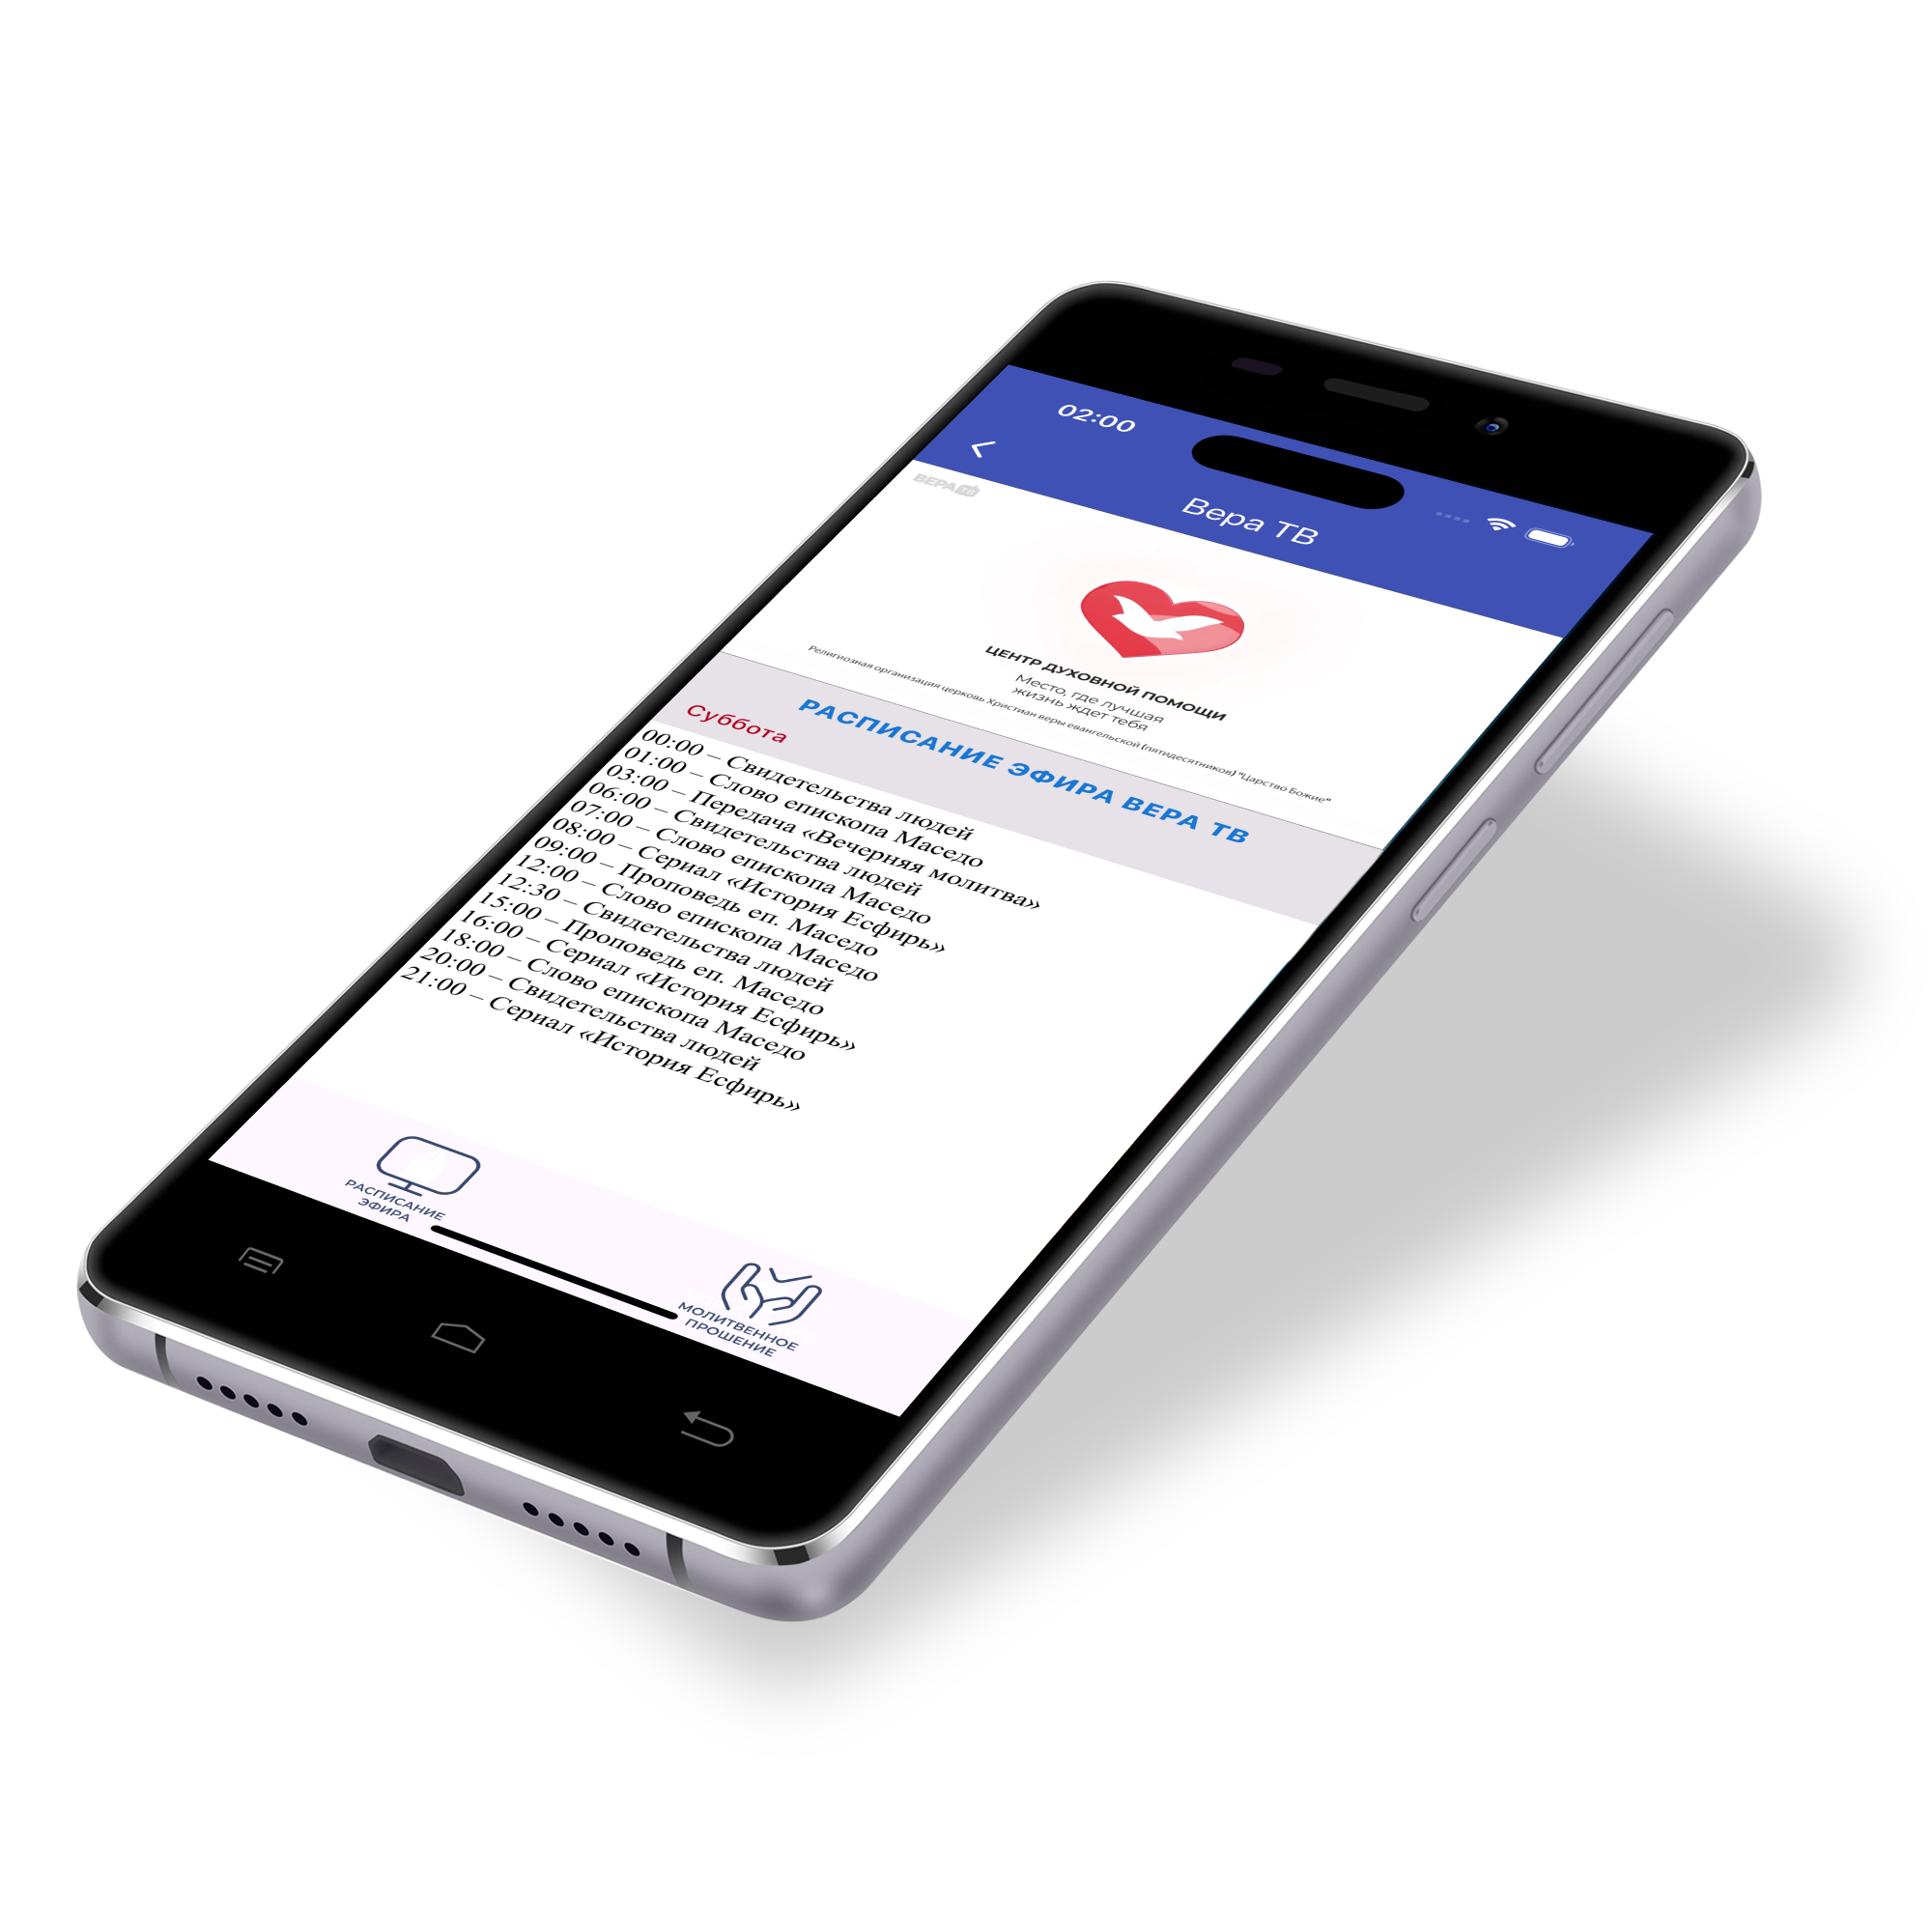 02:00
Вера ТВ
ВЕРА тв
ЦЕНТР ДУХОВНОЙ ПОМОЩИ
Место, где лучшая
жизнь ждет тебя
Религиозная организация церковь Христиан веры евангельской (пятидесятников) "Царство Божие"
РАСПИСАНИЕ ЭФИРА ВЕРА ТВ
Суббота
00:00 – Свидетельства людей
01:00 – Слово епископа Маседо
03:00 – Передача «Вечерняя молитва»
06:00 – Свидетельства людей
07:00 – Слово епископа Маседо
08:00 – Сериал «История Есфирь»
09:00 – Проповедь еп. Маседо
12:00 – Слово епископа Маседо
12:30 – Свидетельства людей
15:00 – Проповедь еп. Маседо
16:00 – Сериал «История Есфирь»
18:00 – Слово епископа Маседо
20:00 – Свидетельства людей
21:00 – Сериал «История Есфирь»
РАСПИСАНИЕ
ЭФИРА
МОЛИТВЕННОЕ
ПРОШЕНИЕ